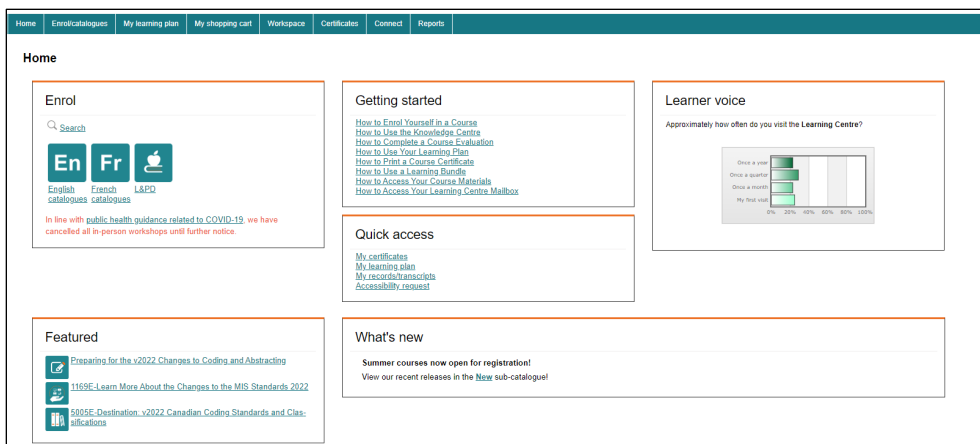 Home Enrol/catalogues My learning plan My shopping cart Workspace Certificates Connect Reports
Home
Enrol
Search
En Fr
English catalogues
French catalogues
L&PD
In line with public health guidance related to COVID-19, we have
cancelled all in-person workshops until further notice.
Getting started
How to Enrol Yourself in a Course
How to Use the Knowledge Centre
How to Complete a Course Evaluation
How to Use Your Learning Plan
How to Print a Course Certificate
How to Use a Learning Bundle
How to Access Your Course Materials
How to Access Your Learning Centre Mailbox
Quick access
My certificates
My learning plan
My records/transcripts
Accessibility request
Learner voice
Approximately how often do you visit the Learning Centre?
Once a year
Once a quarter
Once a month
My first visit
0% 20% 40% 60% 80% 100%
Featured
Preparing for the v2022 Changes to Coding and Abstracting
1169E-Learn More About the Changes to the MIS Standards 2022
5005E-Destination: v2022 Canadian Coding Standards and Clas-
sifications
What's new
Summer courses now open for registration!
View our recent releases in the New sub-catalogue!